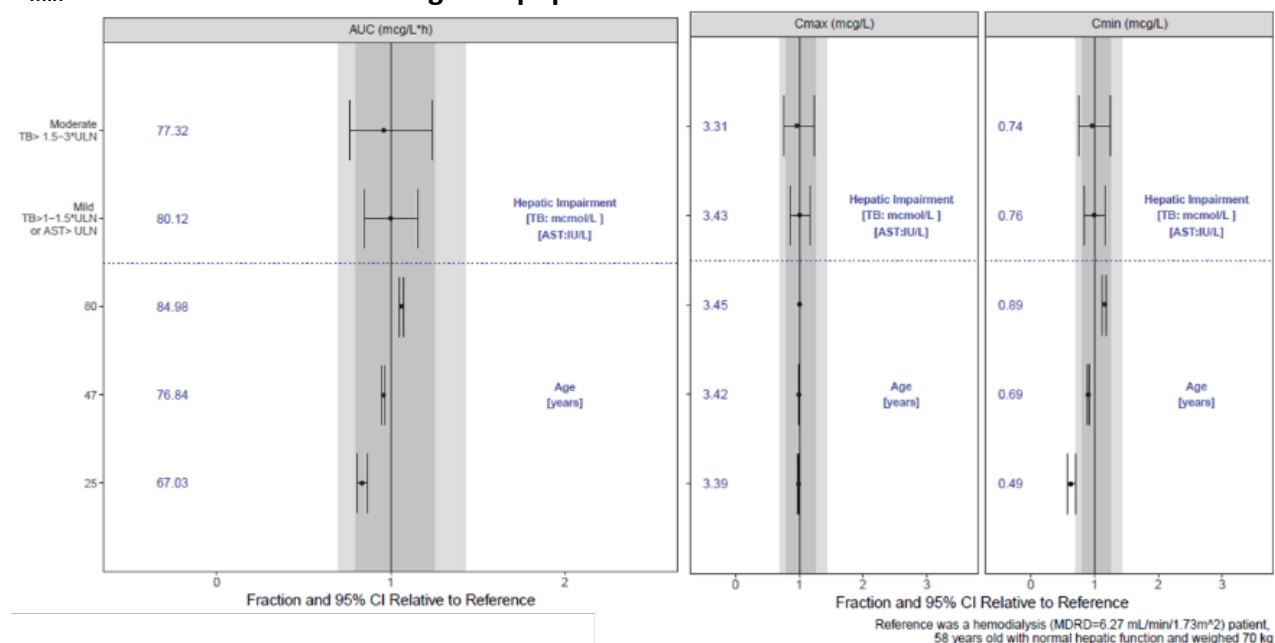 AUC (mcg/L*h)
Cmax (mcg/L)
Cmin (mcg/L)
Moderate
TB> 1.5−3*ULN
77.32
3.31
0.74
Mild
TB>1−1.5*ULN
or AST> ULN
80.12
Hepatic Impairment
[TB: mcmol/L ]
[AST:IU/L]
3.43
Hepatic Impairment
[TB: mcmol/L ]
[AST:IU/L]
0.76
Hepatic Impairment
[TB: mcmol/L ]
[AST:IU/L]
80
84.98
3.45
0.89
47
76.84
Age
[years]
3.42
Age
[years]
0.69
Age
[years]
25
67.03
3.39
0.49
0 1 2
0 1 2 3
0 1 2 3
Fraction and 95% CI Relative to Reference
Fraction and 95% CI Relative to Reference
Reference was a hemodialysis (MDRD=6.27 mL/min/1.73m^2) patient,
58 years old with normal hepatic function and weighed 70 kg